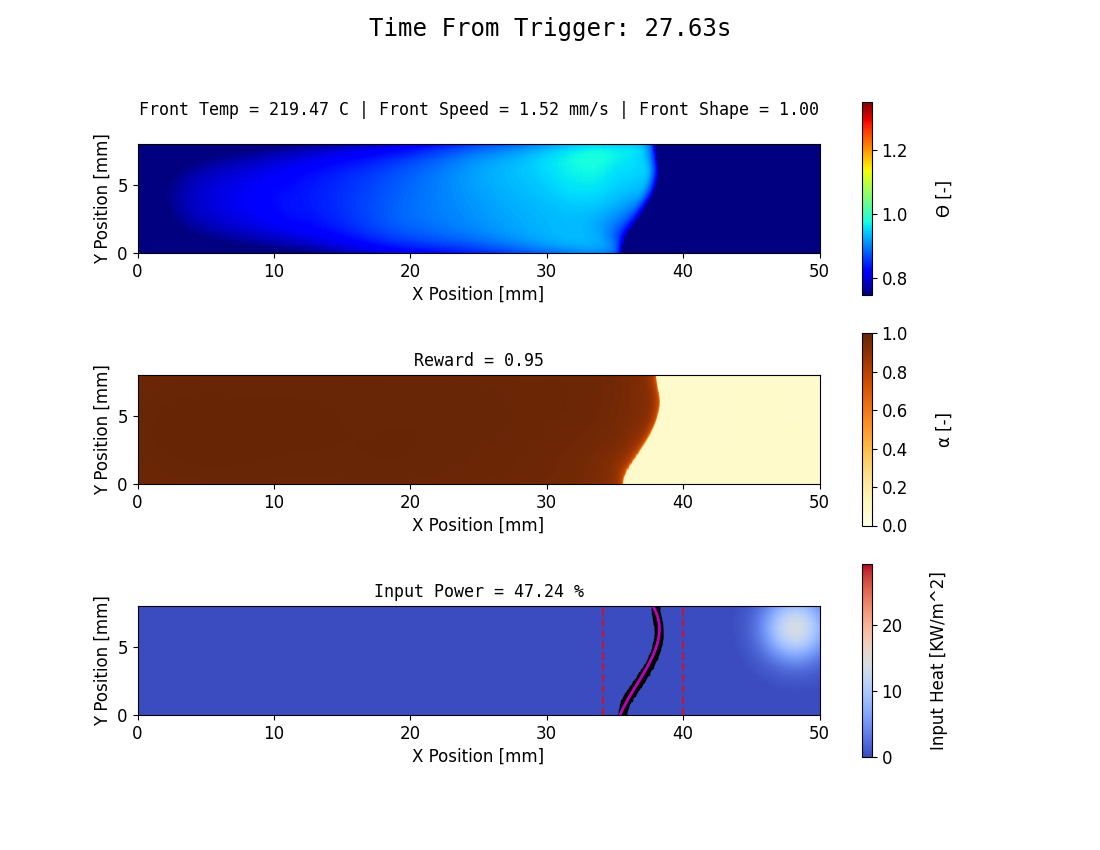 Time From Trigger: 27.63s
Front Temp = 219.47 C | Front Speed = 1.52 mm/s | Front Shape = 1.00
Y Position [mm]
5
0
0 10 20 30 40 50
X Position [mm]
1.2
1.0
0.8
Θ [-]
Reward = 0.95
Y Position [mm]
5
0
0 10 20 30 40 50
X Position [mm]
1.0
0.8
0.6
0.4
0.2
0.0
α [-]
Input Power = 47.24 %
Y Position [mm]
5
0
0 10 20 30 40 50
X Position [mm]
20
10
0
Input Heat [KW/m^2]